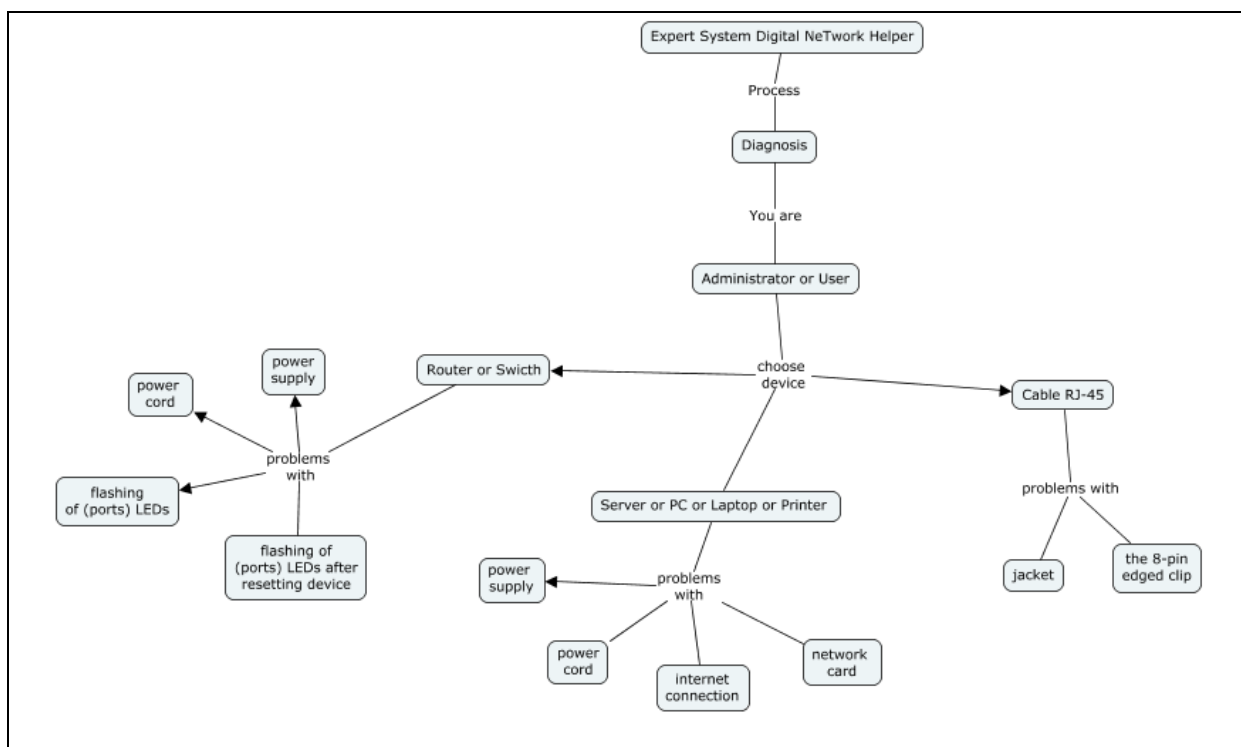 Expert System Digital NeTwork Helper
Process
Diagnosis
You are
Administrator or User
choose
device
Router or Swicth
Cable RJ-45
power
supply
power
cord
problems
with
flashing
of (ports) LEDs
flashing of
(ports) LEDs after
resetting device
Server or PC or Laptop or Printer
problems
with
power
supply
power
cord
internet
connection
network
card
problems with
jacket
the 8-pin
edged clip